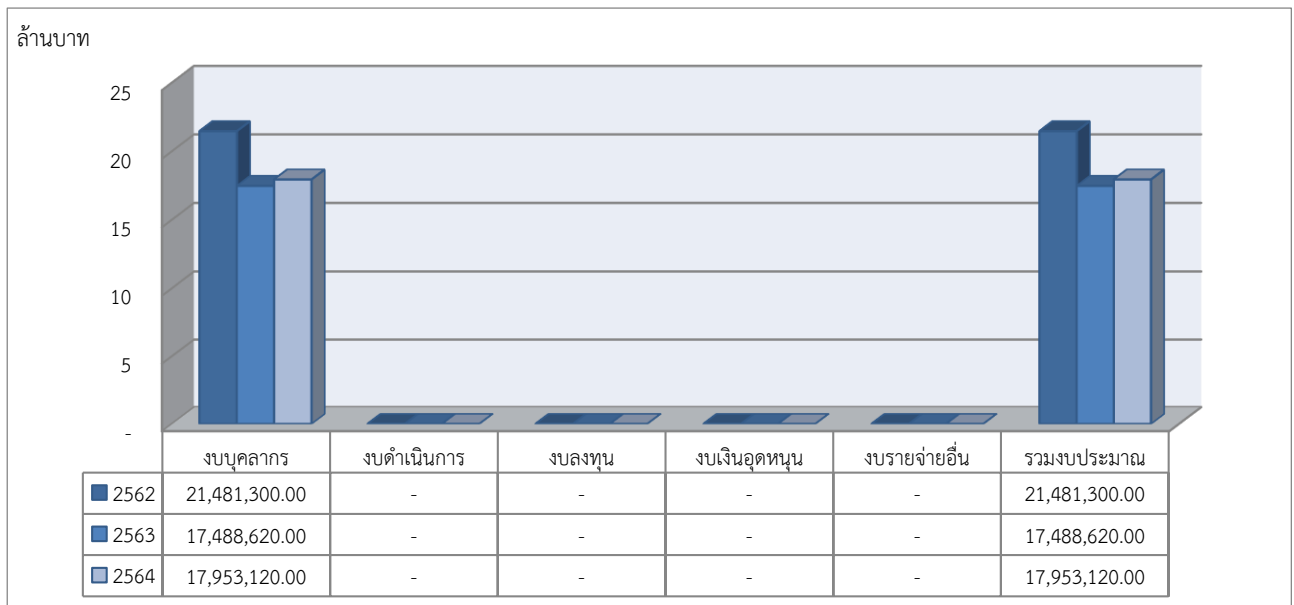 ล้านบาท
25
20
15
10
5
-
งบบุคลากร งบดำเนินการ งบลงทุน งบเงินอุดหนุน งบรายจ่ายอื่น รวมงบประมาณ
2562 21,481,300.00 - - - - 21,481,300.00
2563 17,488,620.00 - - - - 17,488,620.00
2564 17,953,120.00 - - - - 17,953,120.00